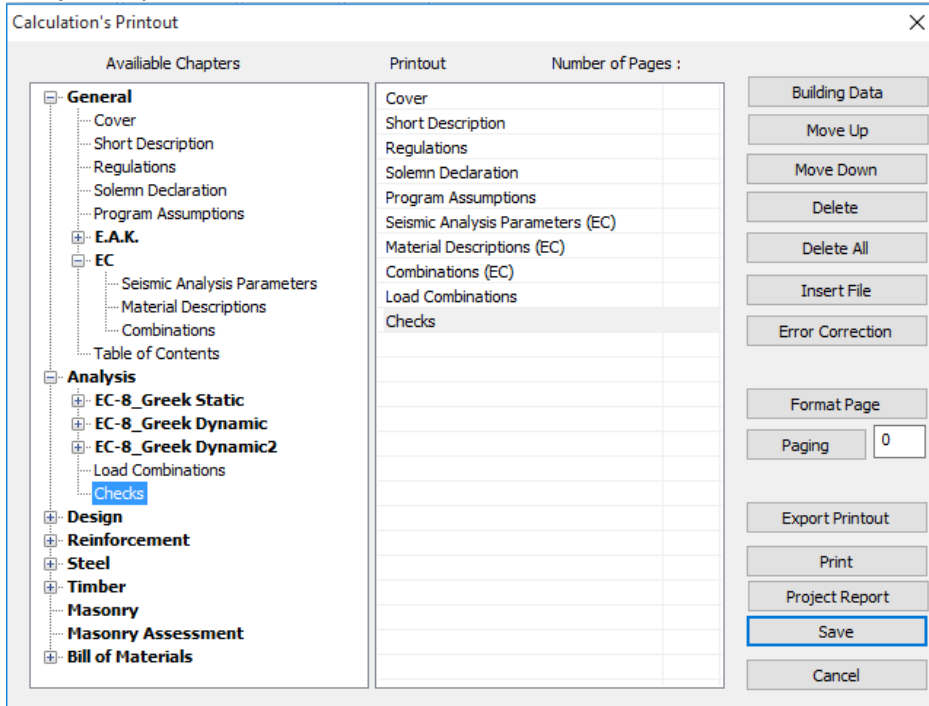 Calculation's Printout
Availiable Chapters
General
Cover
Short Description
Regulations
Solemn Declaration
Program Assumptions
E.A.K.
EC
Seismic Analysis Parameters
Material Descriptions
Combinations
Table of Contents
Analysis
EC-8_Greek Static
EC-8_Greek Dynamic
EC-8_Greek Dynamic2
Load Combinations
Checks
Design
Reinforcement
Steel
Timber
Masonry
Masonry Assessment
Bill of Materials
Printout Number of Pages :
Cover
Short Description
Regulations
Solemn Declaration
Program Assumptions
Seismic Analysis Parameters (EC)
Material Descriptions (EC)
Combinations (EC)
Load Combinations
Checks
Building Data
Move Up
Move Down
Delete
Delete All
Insert File
Error Correction
Format Page
Paging 0
Export Printout
Print
Project Report
Save
Cancel